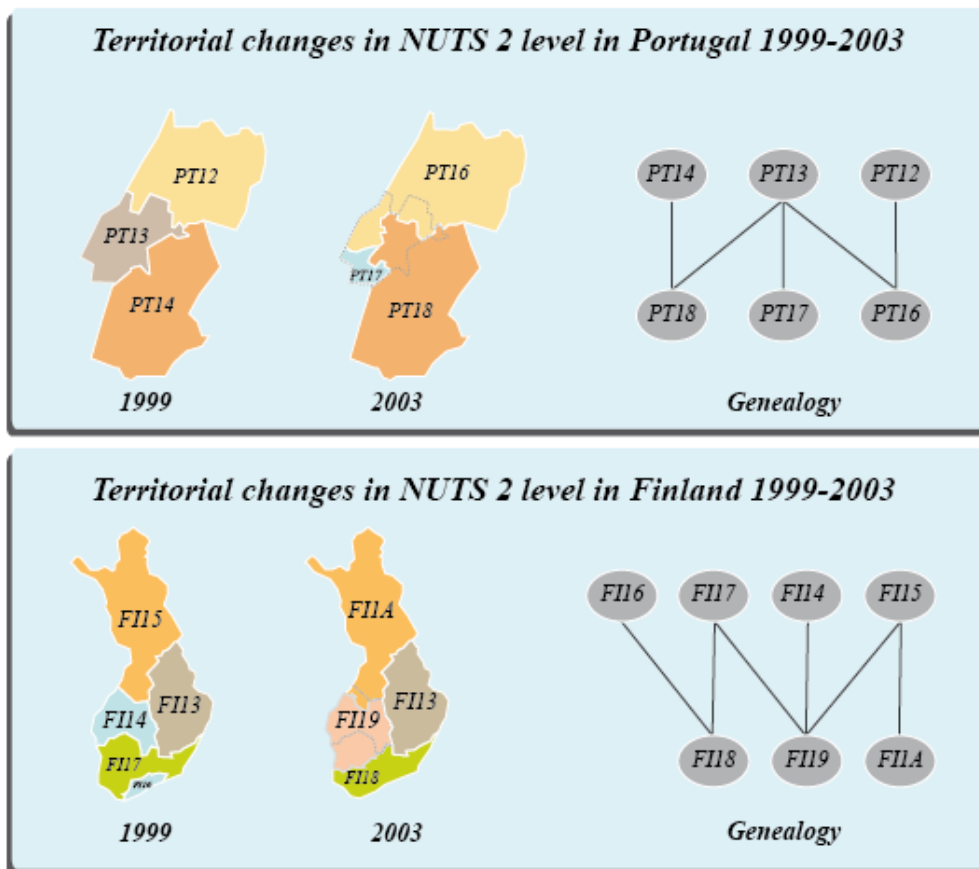 Territorial changes in NUTS 2 level in Portugal 1999-2003
PT12
PT13
PT14
1999
PT16
PT17
PT18
2003
PT14 PT13 PT12
PT18 PT17 PT16
Genealogy
Territorial changes in NUTS 2 level in Finland 1999-2003
FI15
FI13
FI14
FI17
FI16
1999
FI1A
FI13
FI19
FI18
2003
FI16 FI17 FI14 FI15
FI18 FI19 FI1A
Genealogy